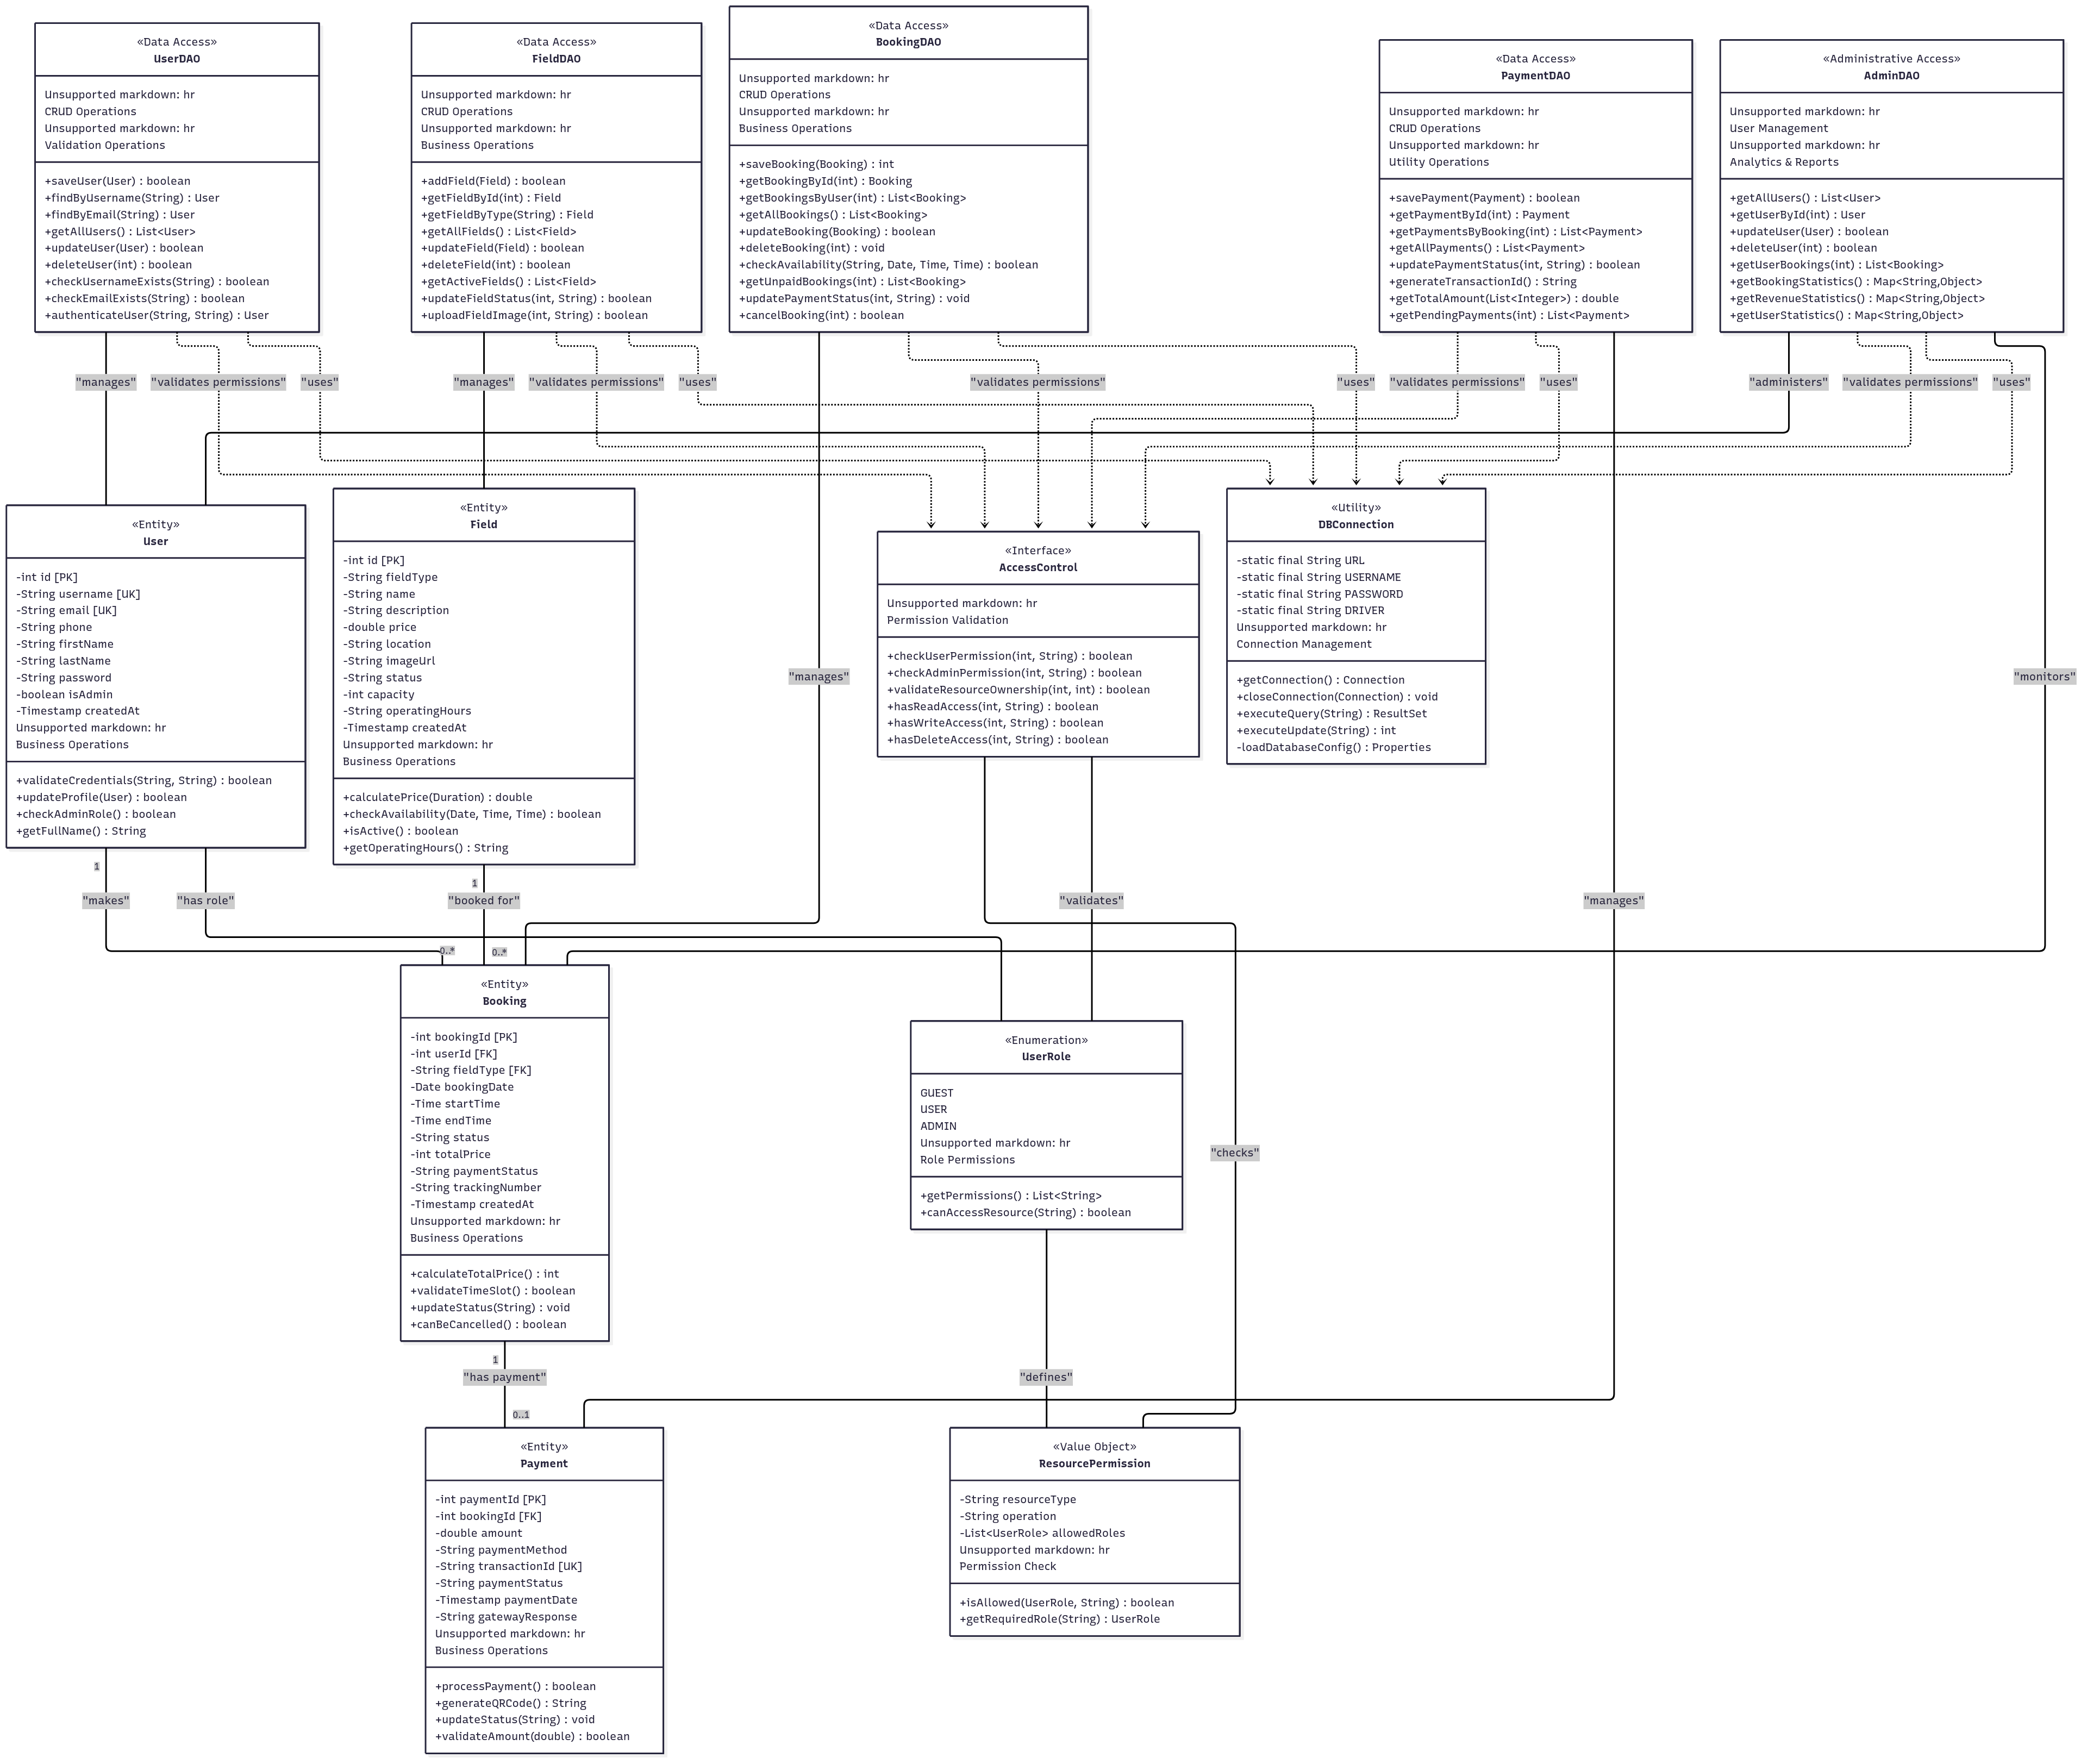 «Data Access»
UserDAO
Unsupported markdown: hr
CRUD Operations
Unsupported markdown: hr
Validation Operations
+saveUser(User) : boolean
+findByUsername(String) : User
+findByEmail(String) : User
+getAllUsers() : List<User>
+updateUser(User) : boolean
+deleteUser(int) : boolean
+checkUsernameExists(String) : boolean
+checkEmailExists(String) : boolean
+authenticateUser(String, String) : User
«Data Access»
FieldDAO
Unsupported markdown: hr
CRUD Operations
Unsupported markdown: hr
Business Operations
+addField(Field) : boolean
+getFieldById(int) : Field
+getFieldByType(String) : Field
+getAllFields() : List<Field>
+updateField(Field) : boolean
+deleteField(int) : boolean
+getActiveFields() : List<Field>
+updateFieldStatus(int, String) : boolean
+uploadFieldImage(int, String) : boolean
«Data Access»
BookingDAO
Unsupported markdown: hr
CRUD Operations
Unsupported markdown: hr
Business Operations
+saveBooking(Booking) : int
+getBookingById(int) : Booking
+getBookingsByUser(int) : List<Booking>
+getAllBookings() : List<Booking>
+updateBooking(Booking) : boolean
+deleteBooking(int) : void
+checkAvailability(String, Date, Time, Time) : boolean
+getUnpaidBookings(int) : List<Booking>
+updatePaymentStatus(int, String) : void
+cancelBooking(int) : boolean
«Data Access»
PaymentDAO
Unsupported markdown: hr
CRUD Operations
Unsupported markdown: hr
Utility Operations
+savePayment(Payment) : boolean
+getPaymentById(int) : Payment
+getPaymentsByBooking(int) : List<Payment>
+getAllPayments() : List<Payment>
+updatePaymentStatus(int, String) : boolean
+generateTransactionId() : String
+getTotalAmount(List<Integer>) : double
+getPendingPayments(int) : List<Payment>
«Administrative Access»
AdminDAO
Unsupported markdown: hr
User Management
Unsupported markdown: hr
Analytics & Reports
+getAllUsers() : List<User>
+getUserById(int) : User
+updateUser(User) : boolean
+deleteUser(int) : boolean
+getUserBookings(int) : List<Booking>
+getBookingStatistics() : Map<String,Object>
+getRevenueStatistics() : Map<String,Object>
+getUserStatistics() : Map<String,Object>
"manages"
"validates permissions"
"uses"
"manages"
"validates permissions"
"uses"
"validates permissions"
"uses"
"validates permissions"
"uses"
"administers"
"validates permissions"
"uses"
«Entity»
User
-int id [PK]
-String username [UK]
-String email [UK]
-String phone
-String firstName
-String lastName
-String password
-boolean isAdmin
-Timestamp createdAt
Unsupported markdown: hr
Business Operations
+validateCredentials(String, String) : boolean
+updateProfile(User) : boolean
+checkAdminRole() : boolean
+getFullName() : String
«Entity»
Field
-int id [PK]
-String fieldType
-String name
-String description
-double price
-String location
-String imageUrl
-String status
-int capacity
-String operatingHours
-Timestamp createdAt
Unsupported markdown: hr
Business Operations
+calculatePrice(Duration) : double
+checkAvailability(Date, Time, Time) : boolean
+isActive() : boolean
+getOperatingHours() : String
"manages"
«Interface»
AccessControl
Unsupported markdown: hr
Permission Validation
+checkUserPermission(int, String) : boolean
+checkAdminPermission(int, String) : boolean
+validateResourceOwnership(int, int) : boolean
+hasReadAccess(int, String) : boolean
+hasWriteAccess(int, String) : boolean
+hasDeleteAccess(int, String) : boolean
«Utility»
DBConnection
-static final String URL
-static final String USERNAME
-static final String PASSWORD
-static final String DRIVER
Unsupported markdown: hr
Connection Management
+getConnection() : Connection
+closeConnection(Connection) : void
+executeQuery(String) : ResultSet
+executeUpdate(String) : int
-loadDatabaseConfig() : Properties
"monitors"
1
"makes"
"has role"
1
"booked for"
"validates"
"manages"
0..*
0..*
«Entity»
Booking
-int bookingId [PK]
-int userId [FK]
-String fieldType [FK]
-Date bookingDate
-Time startTime
-Time endTime
-String status
-int totalPrice
-String paymentStatus
-String trackingNumber
-Timestamp createdAt
Unsupported markdown: hr
Business Operations
+calculateTotalPrice() : int
+validateTimeSlot() : boolean
+updateStatus(String) : void
+canBeCancelled() : boolean
«Enumeration»
UserRole
GUEST
USER
ADMIN
Unsupported markdown: hr
Role Permissions
+getPermissions() : List<String>
+canAccessResource(String) : boolean
"checks"
1
"has payment"
0..1
"defines"
«Entity»
Payment
-int paymentId [PK]
-int bookingId [FK]
-double amount
-String paymentMethod
-String transactionId [UK]
-String paymentStatus
-Timestamp paymentDate
-String gatewayResponse
Unsupported markdown: hr
Business Operations
+processPayment() : boolean
+generateQRCode() : String
+updateStatus(String) : void
+validateAmount(double) : boolean
«Value Object»
ResourcePermission
-String resourceType
-String operation
-List<UserRole> allowedRoles
Unsupported markdown: hr
Permission Check
+isAllowed(UserRole, String) : boolean
+getRequiredRole(String) : UserRole